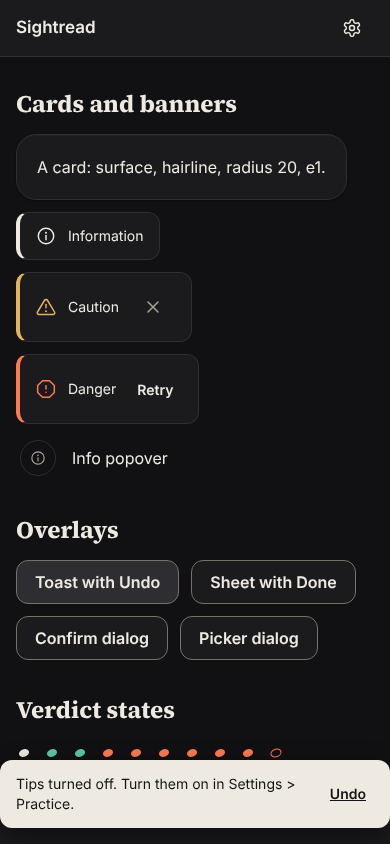 Sightread
Cards and banners
A card: surface, hairline, radius 20, e1.
Information
Caution
Danger Retry
Info popover
Overlays
Toast with Undo Sheet with Done
Confirm dialog Picker dialog
Verdict states
Tips turned off. Turn them on in Settings >
Practice.
Undo